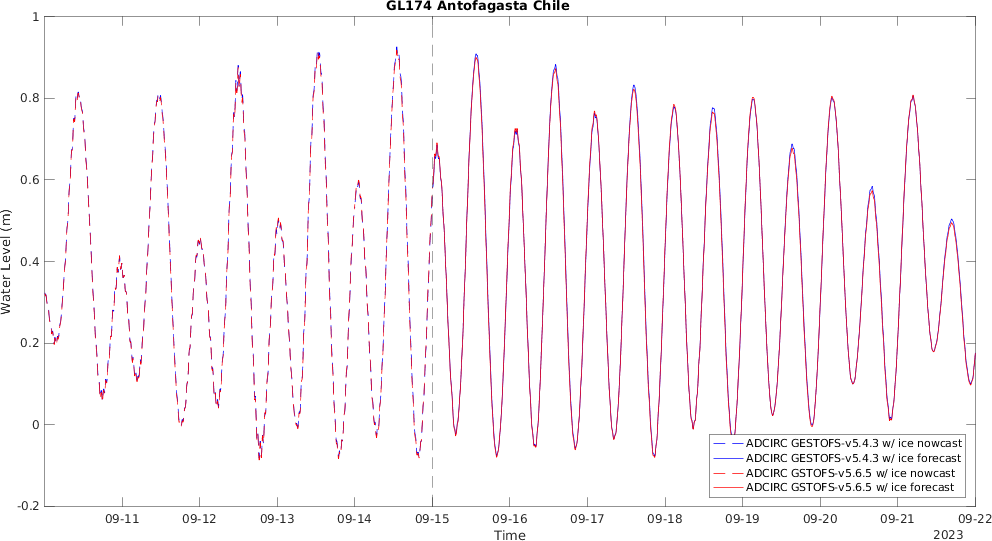 GL174 Antofagasta Chile
Water Level (m)
1
0.8
0.6
0.4
0.2
0
-0.2
ADCIRC GESTOFS-v5.4.3 w/ ice nowcast
ADCIRC GESTOFS-v5.4.3 w/ ice forecast
ADCIRC GSTOFS-v5.6.5 w/ ice nowcast
ADCIRC GSTOFS-v5.6.5 w/ ice forecast
09-11 09-12 09-13 09-14 09-15 09-16 09-17 09-18 09-19 09-20 09-21 09-22
Time
2023